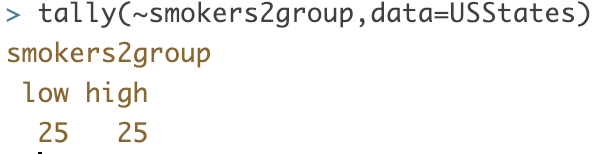 > tally(~smokers2group,data=USStates)
smokers2group
 low high
  25   25